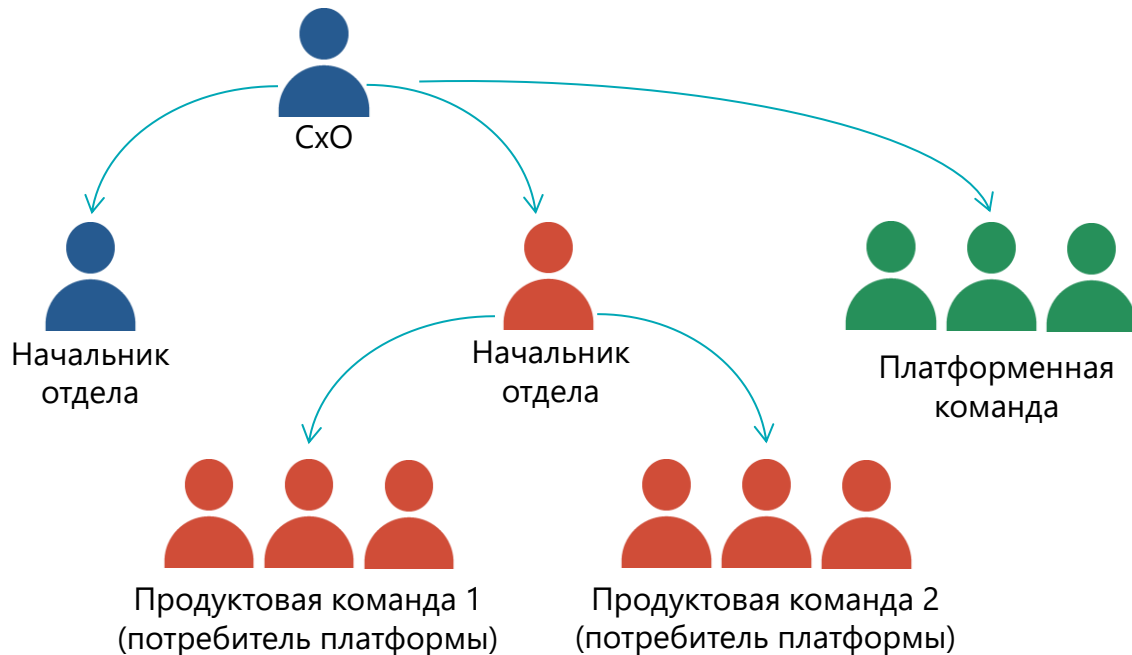 CxO
Начальник
отдела
Начальник
отдела
Платформенная
команда
Продуктовая команда 1
(потребитель платформы)
Продуктовая команда 2
(потребитель платформы)